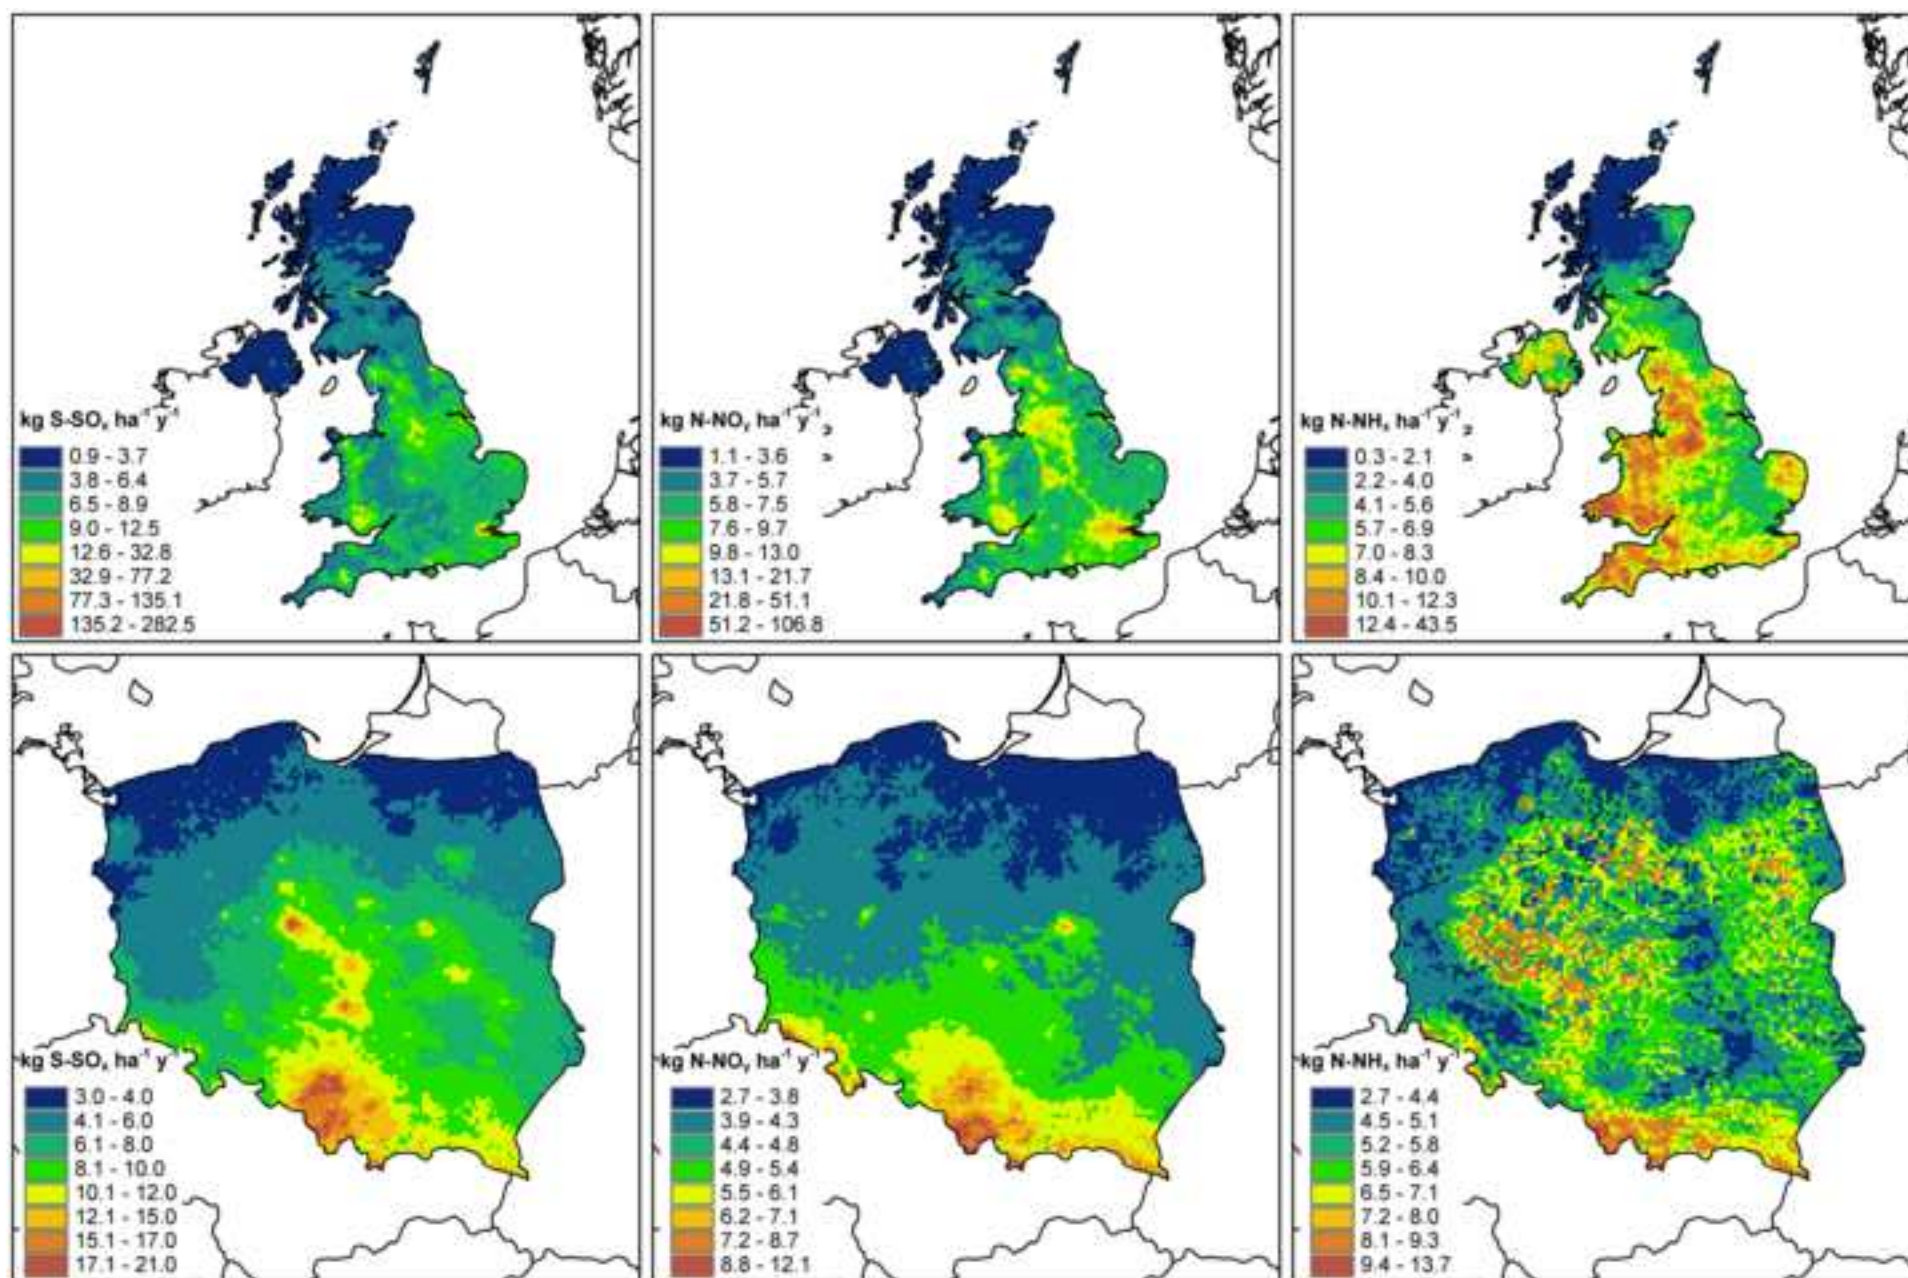 kg S-SOₓ ha⁻¹ y⁻¹
0.9 - 3.7
3.8 - 6.4
6.5 - 8.9
9.0 - 12.5
12.6 - 32.8
32.9 - 77.2
77.3 - 135.1
135.2 - 282.5
kg N-NOᵧ ha⁻¹ y⁻¹
1.1 - 3.6
3.7 - 5.7
5.8 - 7.5
7.6 - 9.7
9.8 - 13.0
13.1 - 21.7
21.8 - 51.1
51.2 - 106.8
kg N-NHₓ ha⁻¹ y⁻¹
0.3 - 2.1
2.2 - 4.0
4.1 - 5.6
5.7 - 6.9
7.0 - 8.3
8.4 - 10.0
10.1 - 12.3
12.4 - 43.5
kg S-SOₓ ha⁻¹ y⁻¹
3.0 - 4.0
4.1 - 6.0
6.1 - 8.0
8.1 - 10.0
10.1 - 12.0
12.1 - 15.0
15.1 - 17.0
17.1 - 21.0
kg N-NOᵧ ha⁻¹ y⁻¹
2.7 - 3.8
3.9 - 4.3
4.4 - 4.8
4.9 - 5.4
5.5 - 6.1
6.2 - 7.1
7.2 - 8.7
8.8 - 12.1
kg N-NHₓ ha⁻¹ y⁻¹
2.7 - 4.4
4.5 - 5.1
5.2 - 5.8
5.9 - 6.4
6.5 - 7.1
7.2 - 8.0
8.1 - 9.3
9.4 - 13.7